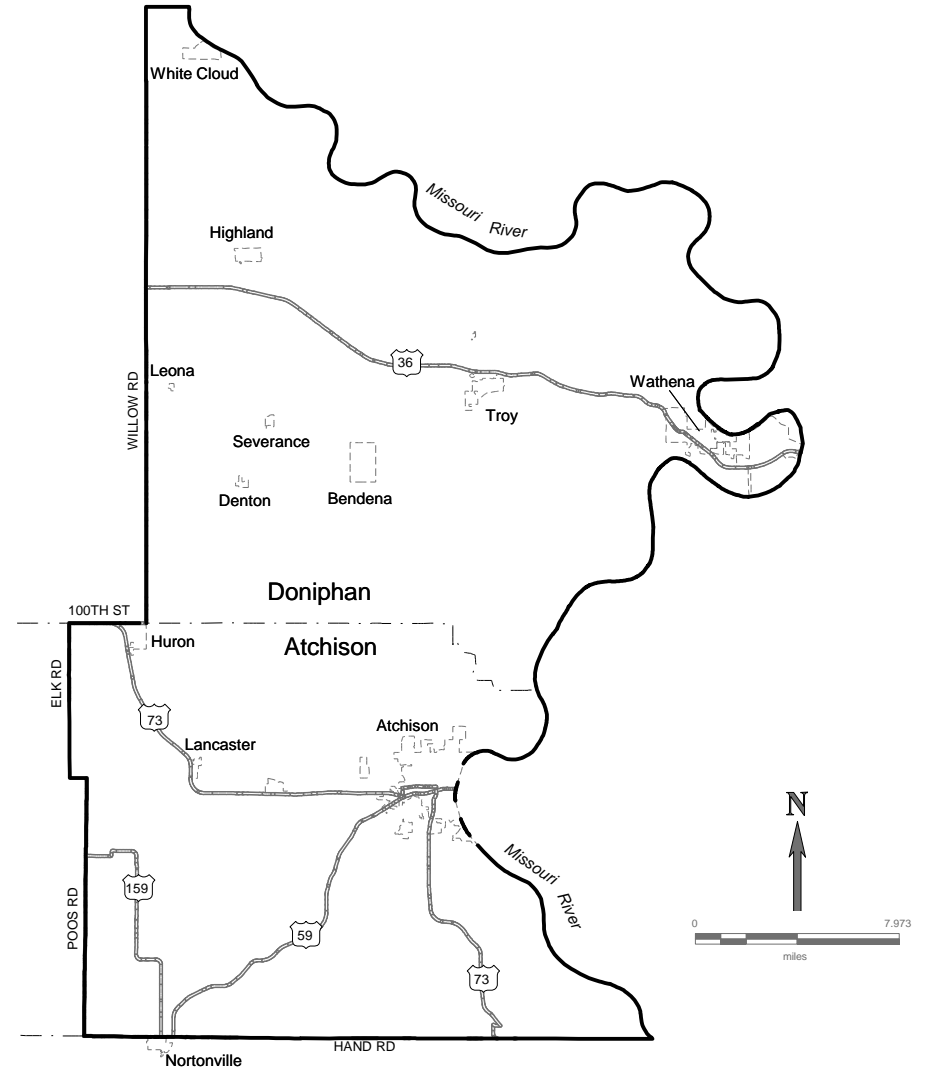 White Cloud
Missouri River
Highland
36
Leona
Wathena
WILLOW RD
Troy
Severance
Denton
Bendena
Doniphan
100TH ST
Huron
Atchison
ELK RD
73
Atchison
Lancaster
N
Missouri River
159
POOS RD
59
0 7.973
miles
73
HAND RD
Nortonville